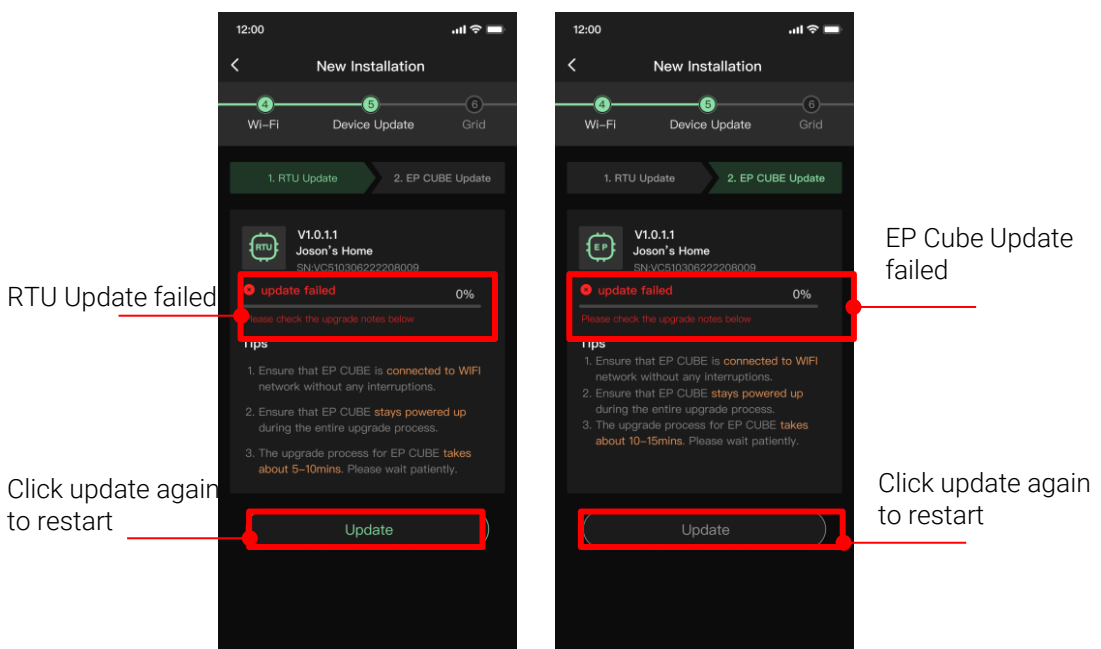 12:00
New Installation
4
5
6
Wi-Fi
Device Update
Grid
1. RTU Update
2. EP CUBE Update
RTU
V1.0.1.1
Joson's Home
SN:VC510306222208009
update failed
0%
Please check the upgrade notes below
Tips
1. Ensure that EP CUBE is connected to WIFI
network without any interruptions.
2. Ensure that EP CUBE stays powered up
during the entire upgrade process.
3. The upgrade process for EP CUBE takes
about 5-10mins. Please wait patiently.
Update
RTU Update failed
Click update again
to restart
12:00
New Installation
4
5
6
Wi-Fi
Device Update
Grid
1. RTU Update
2. EP CUBE Update
EP
V1.0.1.1
Joson's Home
SN:VC510306222208009
update failed
0%
Please check the upgrade notes below
Tips
1. Ensure that EP CUBE is connected to WIFI
network without any interruptions.
2. Ensure that EP CUBE stays powered up
during the entire upgrade process.
3. The upgrade process for EP CUBE takes
about 10-15mins. Please wait patiently.
Update
EP Cube Update
failed
Click update again
to restart